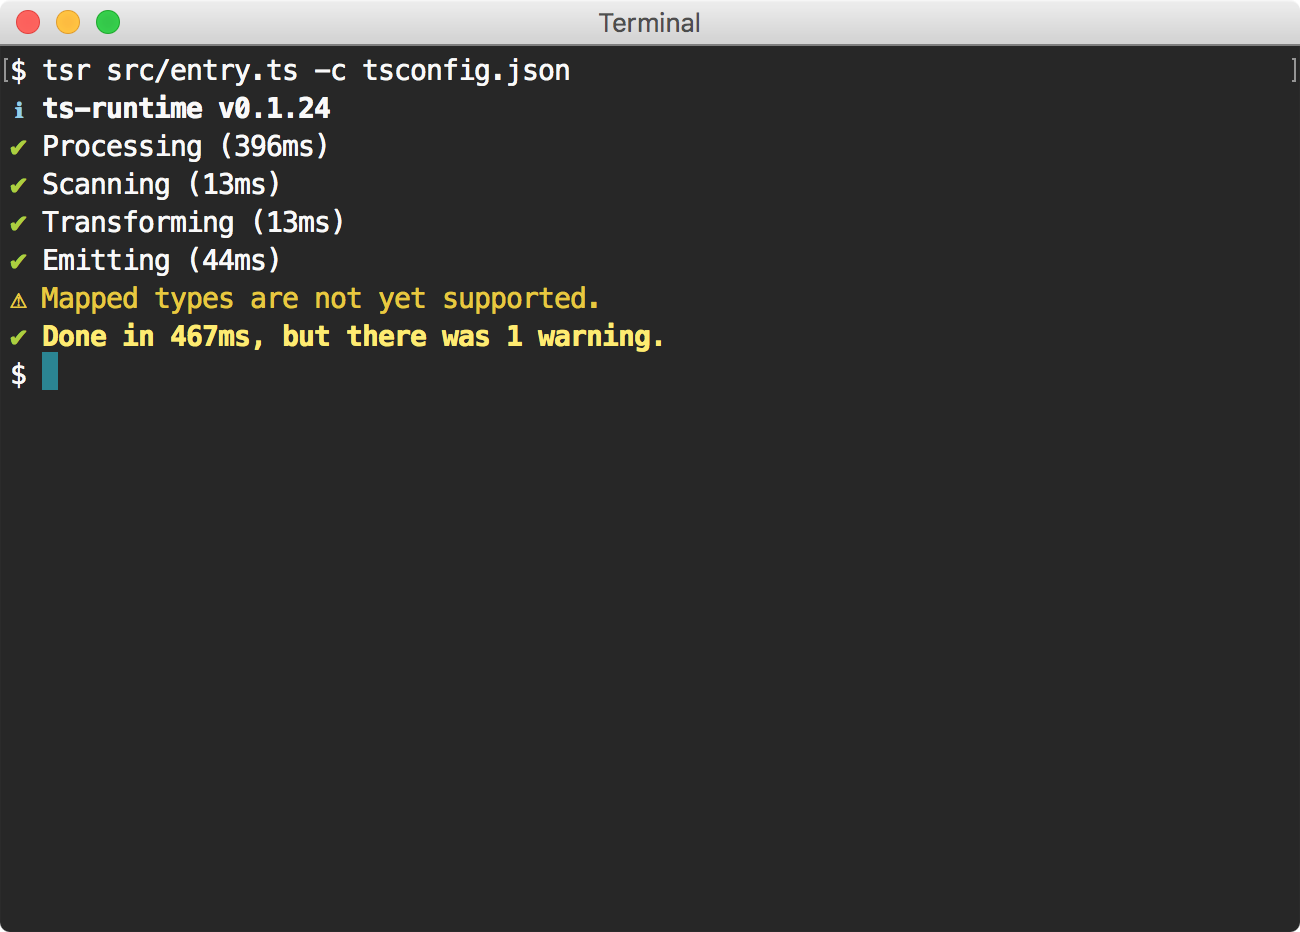 Terminal
[$ tsr src/entry.ts -c tsconfig.json ]
ℹ ts-runtime v0.1.24
✔ Processing (396ms)
✔ Scanning (13ms)
✔ Transforming (13ms)
✔ Emitting (44ms)
⚠ Mapped types are not yet supported.
✔ Done in 467ms, but there was 1 warning.
$